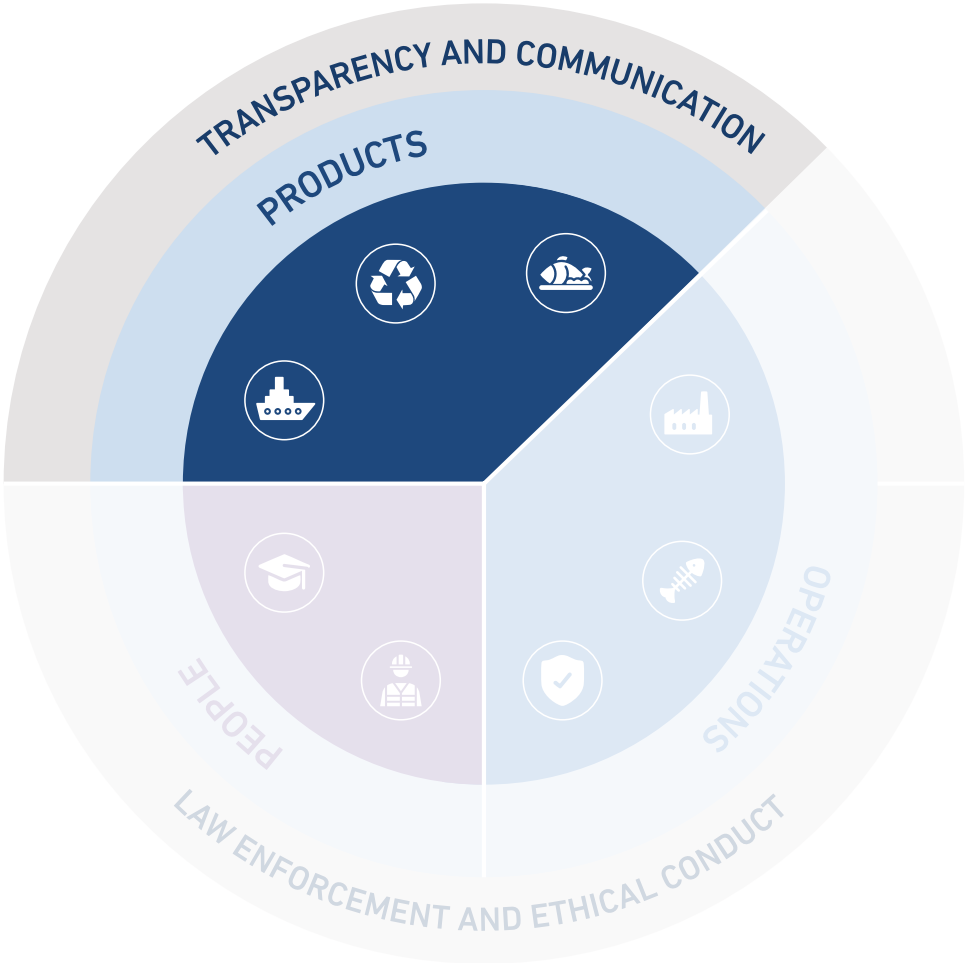 TRANSPARENCY AND COMMUNICATION
PRODUCTS
OPERATIONS
PEOPLE
LAW ENFORCEMENT AND ETHICAL CONDUCT